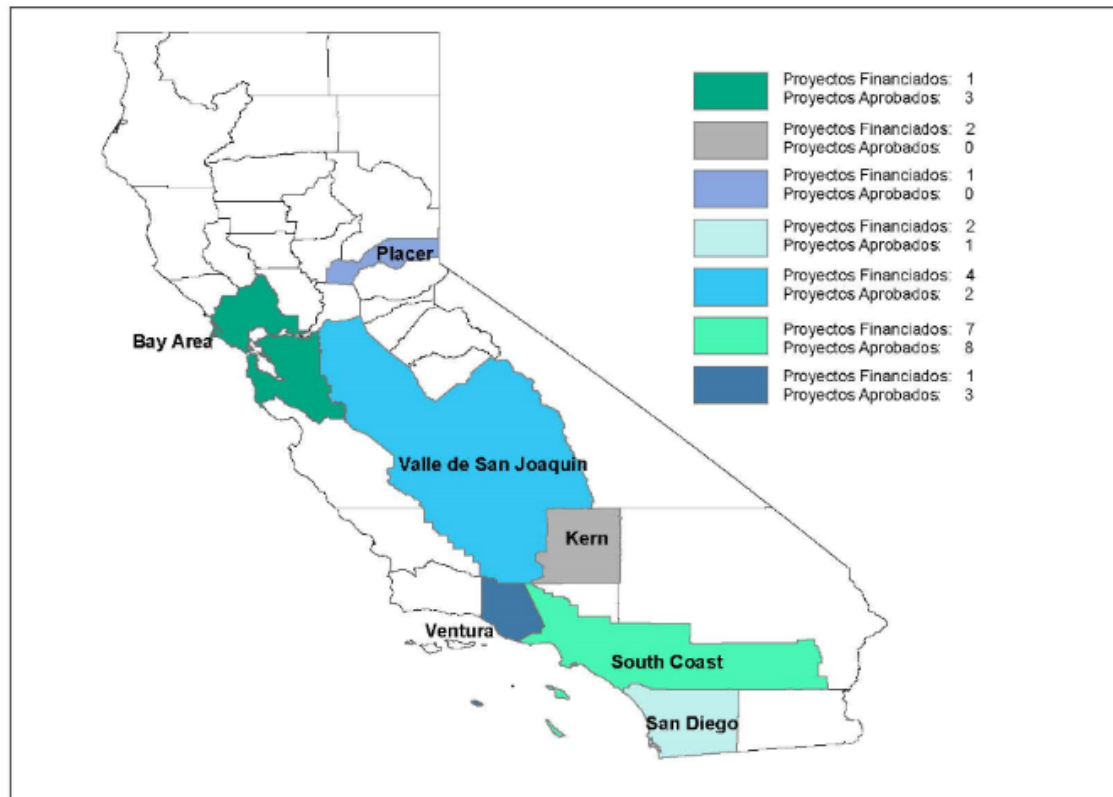 Proyectos Financiados: 1
Proyectos Aprobados: 3
Proyectos Financiados: 2
Proyectos Aprobados: 0
Proyectos Financiados: 1
Proyectos Aprobados: 0
Proyectos Financiados: 2
Proyectos Aprobados: 1
Proyectos Financiados: 4
Proyectos Aprobados: 2
Proyectos Financiados: 7
Proyectos Aprobados: 8
Proyectos Financiados: 1
Proyectos Aprobados: 3
Placer
Bay Area
Valle de San Joaquin
Kern
Ventura
South Coast
San Diego